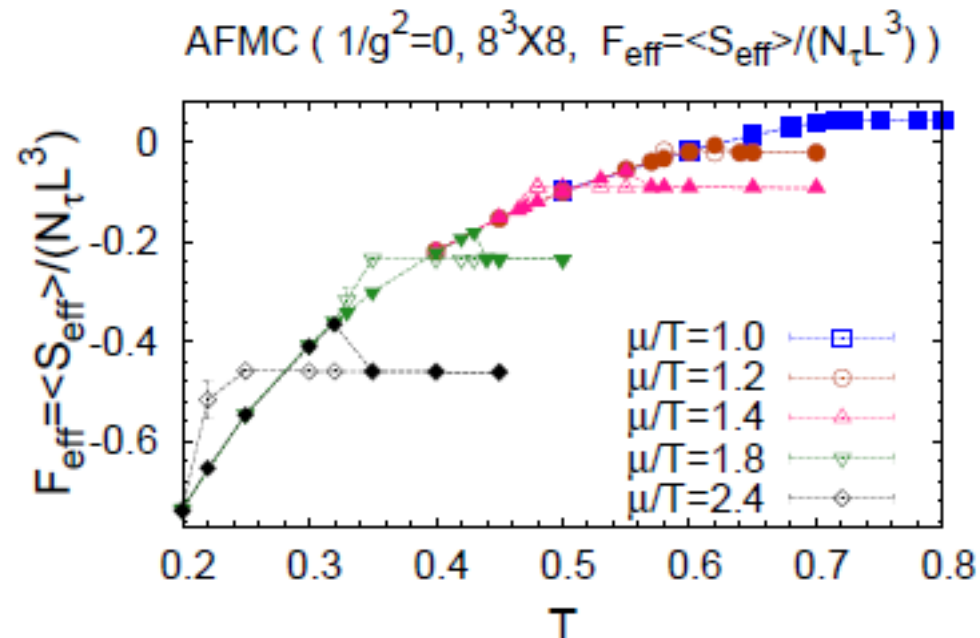 AFMC ( 1/g²=0, 8³X8, F_eff=<S_eff>/(N_τL³) )
F_eff=<S_eff>/(N_τL³)
0
-0.2
-0.4
-0.6
μ/T=1.0
μ/T=1.2
μ/T=1.4
μ/T=1.8
μ/T=2.4
0.2 0.3 0.4 0.5 0.6 0.7 0.8
T